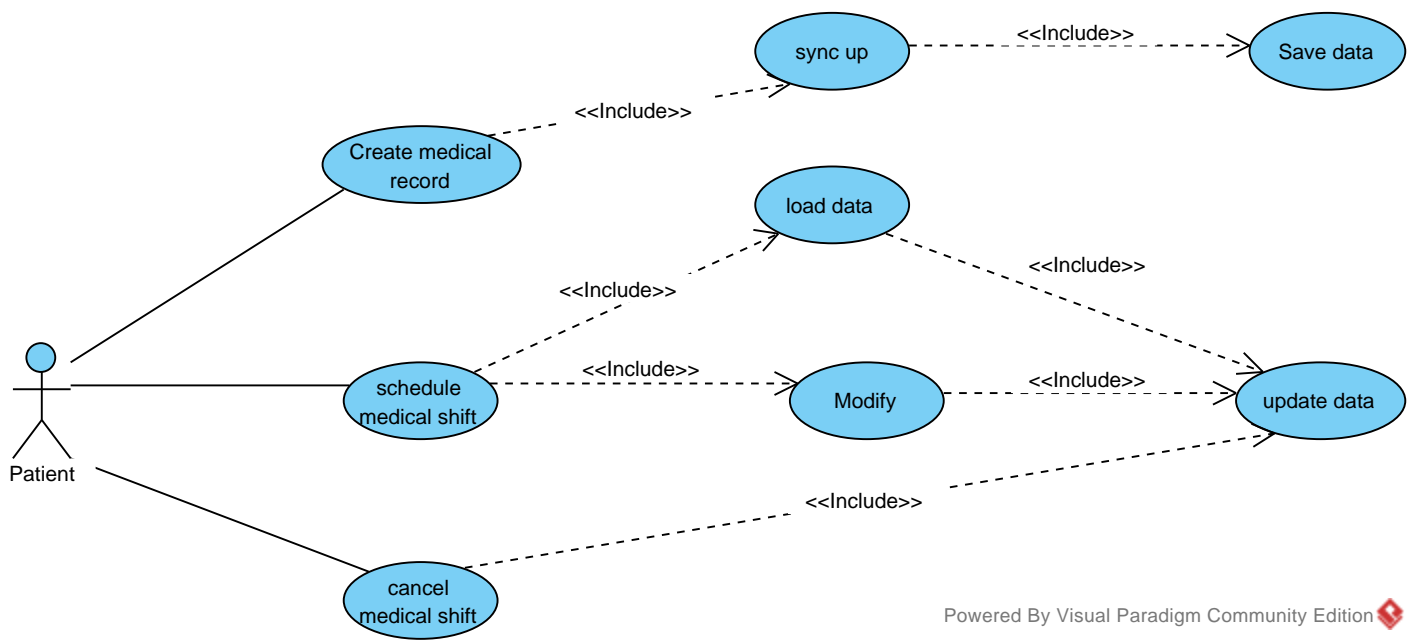 <<Include>>
sync up
Save data
<<Include>>
Create medical
record
load data
<<Include>>
<<Include>>
<<Include>>
<<Include>>
schedule
medical shift
Modify
update data
Patient
<<Include>>
cancel
medical shift
Powered By Visual Paradigm Community Edition